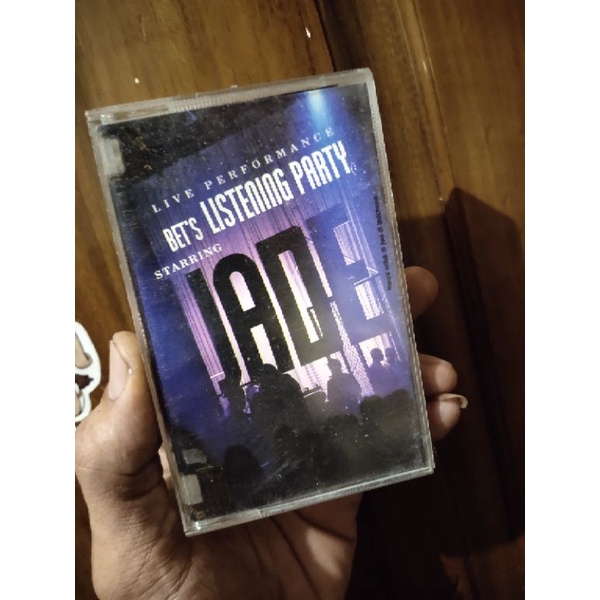 LIVE PERFORMANCE
BET'S LISTENING PARTY
STARRING
JADE